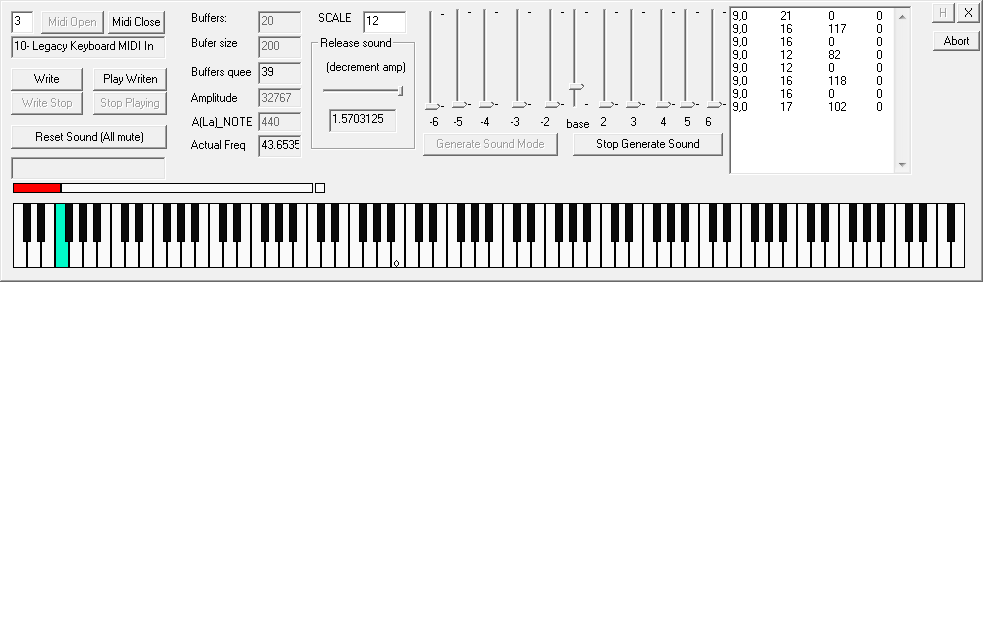 3 Midi Open Midi Close
10- Legacy Keyboard MIDI In
Write Play Writen
Write Stop Stop Playing
Reset Sound (All mute)
Buffers: 20
Bufer size 200
Buffers quee 39
Amplitude 32767
A(La)_NOTE 440
Actual Freq 43.6535
SCALE 12
Release sound
(decrement amp)
1.5703125
-6 -5 -4 -3 -2 base 2 3 4 5 6
Generate Sound Mode Stop Generate Sound
9,0 21 0 0
9,0 16 117 0
9,0 16 0 0
9,0 12 82 0
9,0 12 0 0
9,0 16 118 0
9,0 16 0 0
9,0 17 102 0
H X
Abort